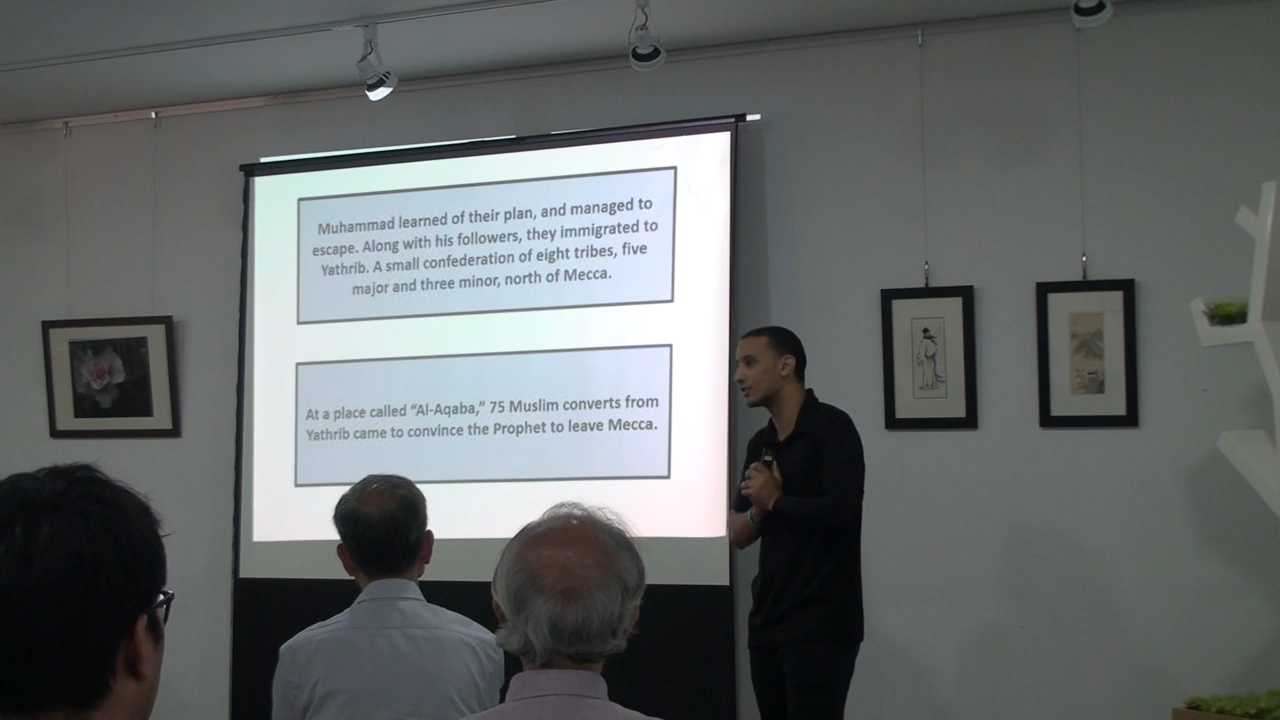 Muhammad learned of their plan, and managed to
escape. Along with his followers, they immigrated to
Yathrib. A small confederation of eight tribes, five
major and three minor, north of Mecca.
At a place called “Al-Aqaba,” 75 Muslim converts from
Yathrib came to convince the Prophet to leave Mecca.